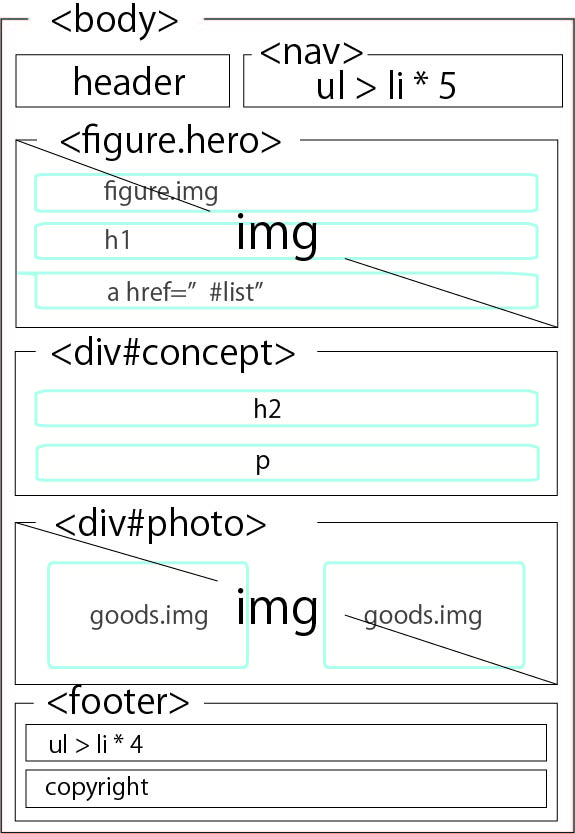 <body>
header
<nav>
ul > li * 5
<figure.hero>
figure.img
h1
img
a href=”  #list”
<div#concept>
h2
p
<div#photo>
goods.img
img
goods.img
<footer>
ul > li * 4
copyright